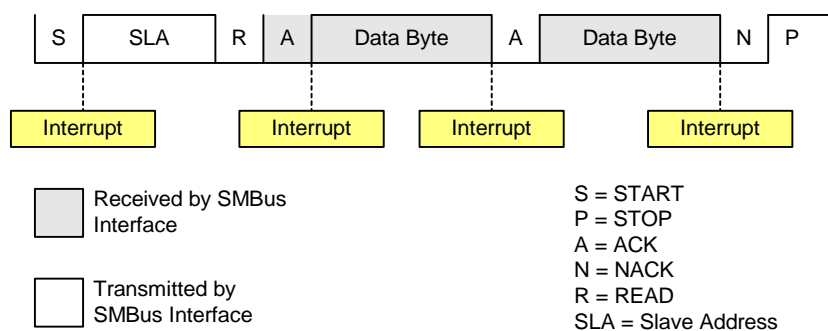 S SLA R A Data Byte A Data Byte N P
Interrupt Interrupt Interrupt Interrupt
Received by SMBus
Interface
Transmitted by
SMBus Interface
S = START
P = STOP
A = ACK
N = NACK
R = READ
SLA = Slave Address